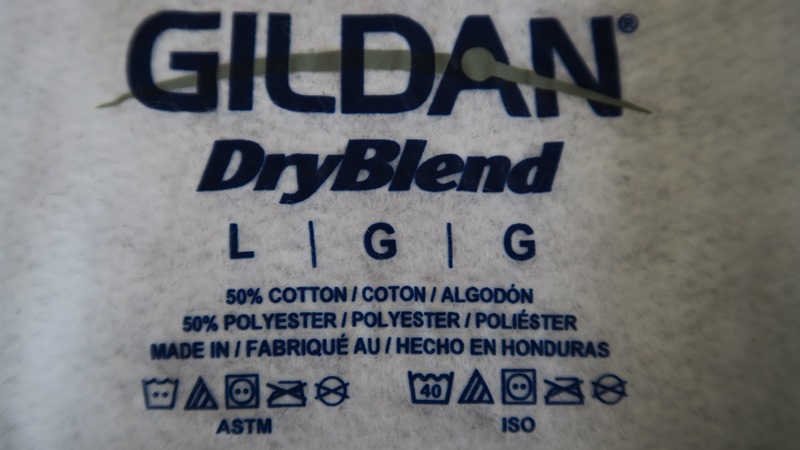 GILDAN®
DryBlend
L | G | G
50% COTTON / COTON / ALGODÓN
50% POLYESTER / POLYESTER / POLIÉSTER
MADE IN / FABRIQUÉ AU / HECHO EN HONDURAS
40
ASTM ISO